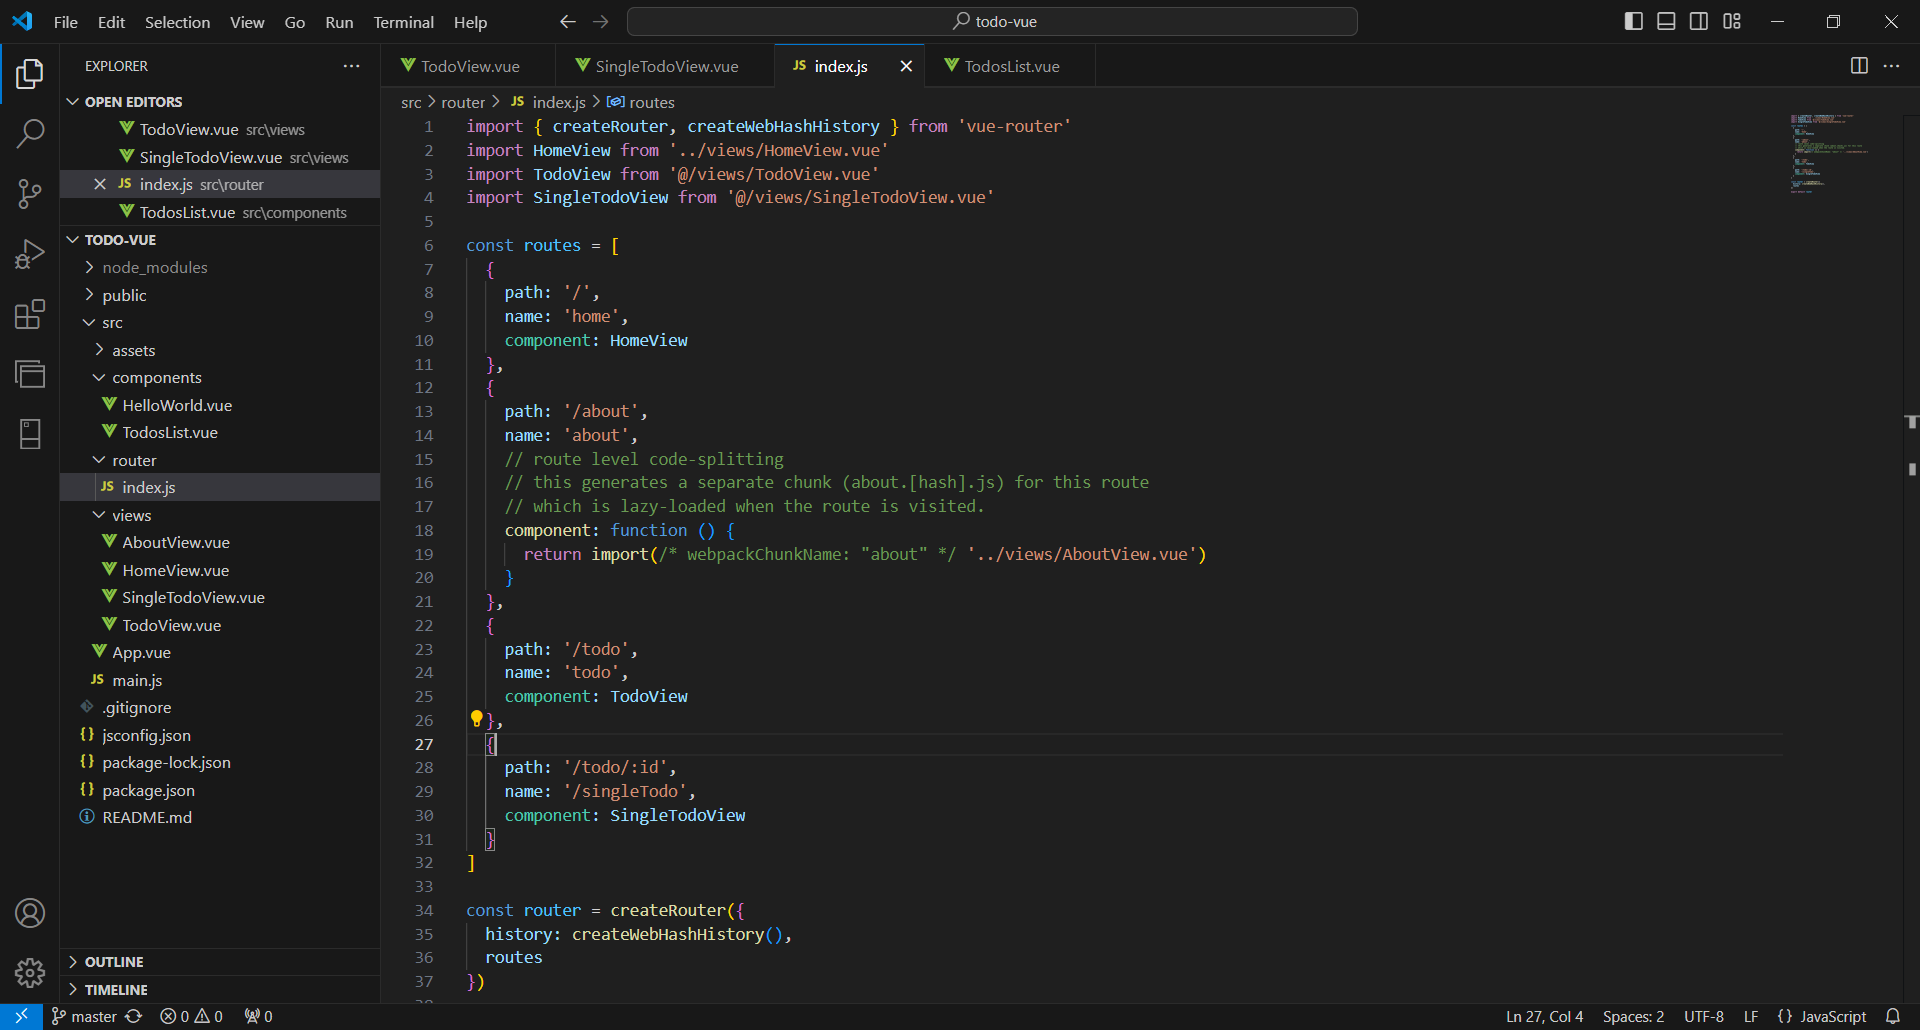 File Edit Selection View Go Run Terminal Help
todo-vue
EXPLORER
OPEN EDITORS
TodoView.vue src\views
SingleTodoView.vue src\views
JS index.js src\router
TodosList.vue src\components
TODO-VUE
node_modules
public
src
assets
components
HelloWorld.vue
TodosList.vue
router
JS index.js
views
AboutView.vue
HomeView.vue
SingleTodoView.vue
TodoView.vue
App.vue
JS main.js
.gitignore
{} jsconfig.json
{} package-lock.json
{} package.json
README.md
OUTLINE
TIMELINE
TodoView.vue
SingleTodoView.vue
JS index.js
TodosList.vue
src > router > JS index.js > routes
1 import { createRouter, createWebHashHistory } from 'vue-router'
2 import HomeView from '../views/HomeView.vue'
3 import TodoView from '@/views/TodoView.vue'
4 import SingleTodoView from '@/views/SingleTodoView.vue'
5
6 const routes = [
7 {
8 path: '/',
9 name: 'home',
10 component: HomeView
11 },
12 {
13 path: '/about',
14 name: 'about',
15 // route level code-splitting
16 // this generates a separate chunk (about.[hash].js) for this route
17 // which is lazy-loaded when the route is visited.
18 component: function () {
19 return import(/* webpackChunkName: "about" */ '../views/AboutView.vue')
20 }
21 },
22 {
23 path: '/todo',
24 name: 'todo',
25 component: TodoView
26 },
27 {
28 path: '/todo/:id',
29 name: '/singleTodo',
30 component: SingleTodoView
31 }
32 ]
33
34 const router = createRouter({
35 history: createWebHashHistory(),
36 routes
37 })
master 0 0 0
Ln 27, Col 4 Spaces: 2 UTF-8 LF {} JavaScript